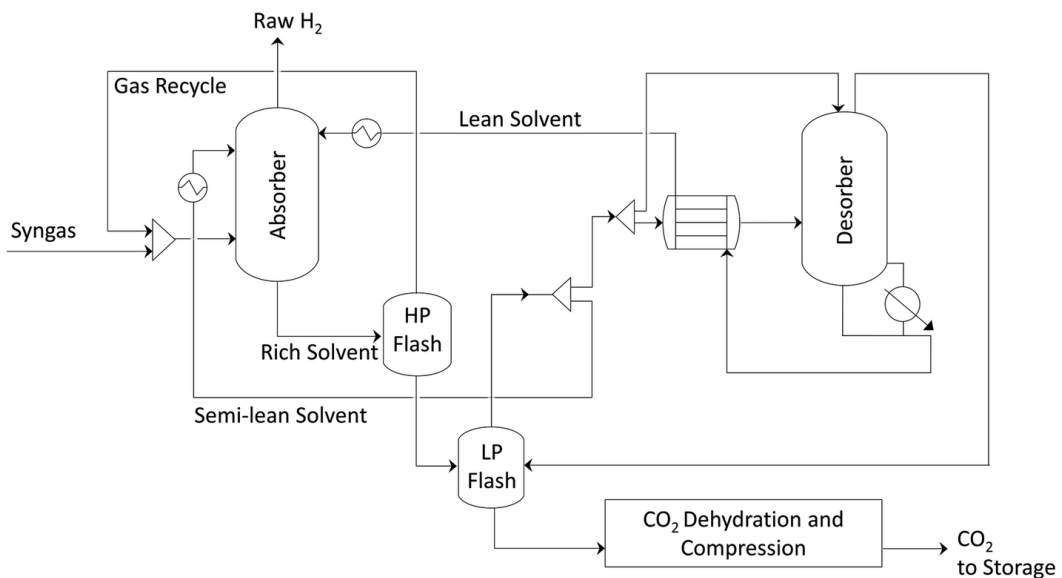 Raw H₂
Gas Recycle
Lean Solvent
Absorber
Desorber
Syngas
HP
Flash
Rich Solvent
Semi-lean Solvent
LP
Flash
CO₂ Dehydration and
Compression
CO₂
to Storage